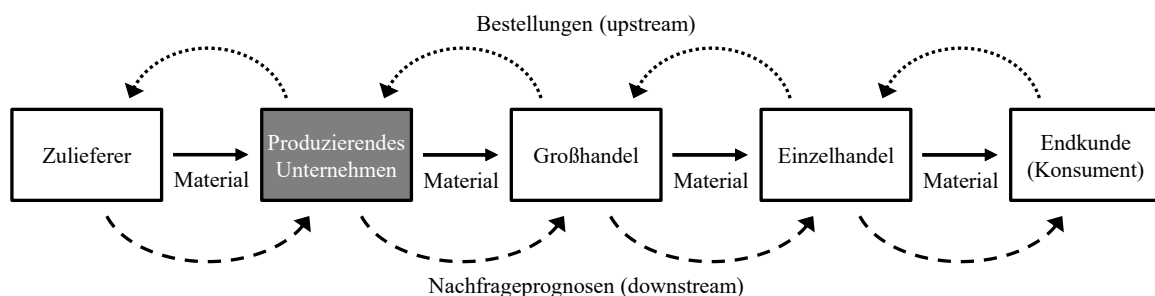 Bestellungen (upstream)
Zulieferer
Produzierendes
Unternehmen
Großhandel
Einzelhandel
Endkunde
(Konsument)
Material
Material
Material
Material
Nachfrageprognosen (downstream)